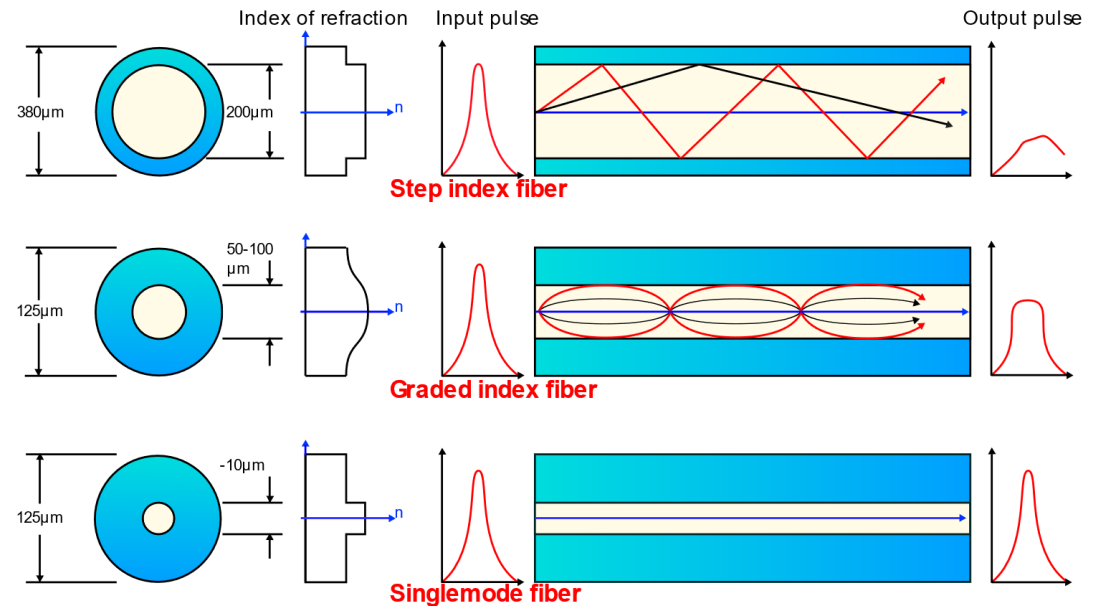 Index of refraction
Input pulse
Output pulse
380μm
200μm
n
Step index fiber
50-100
μm
125μm
n
Graded index fiber
-10μm
125μm
n
Singlemode fiber